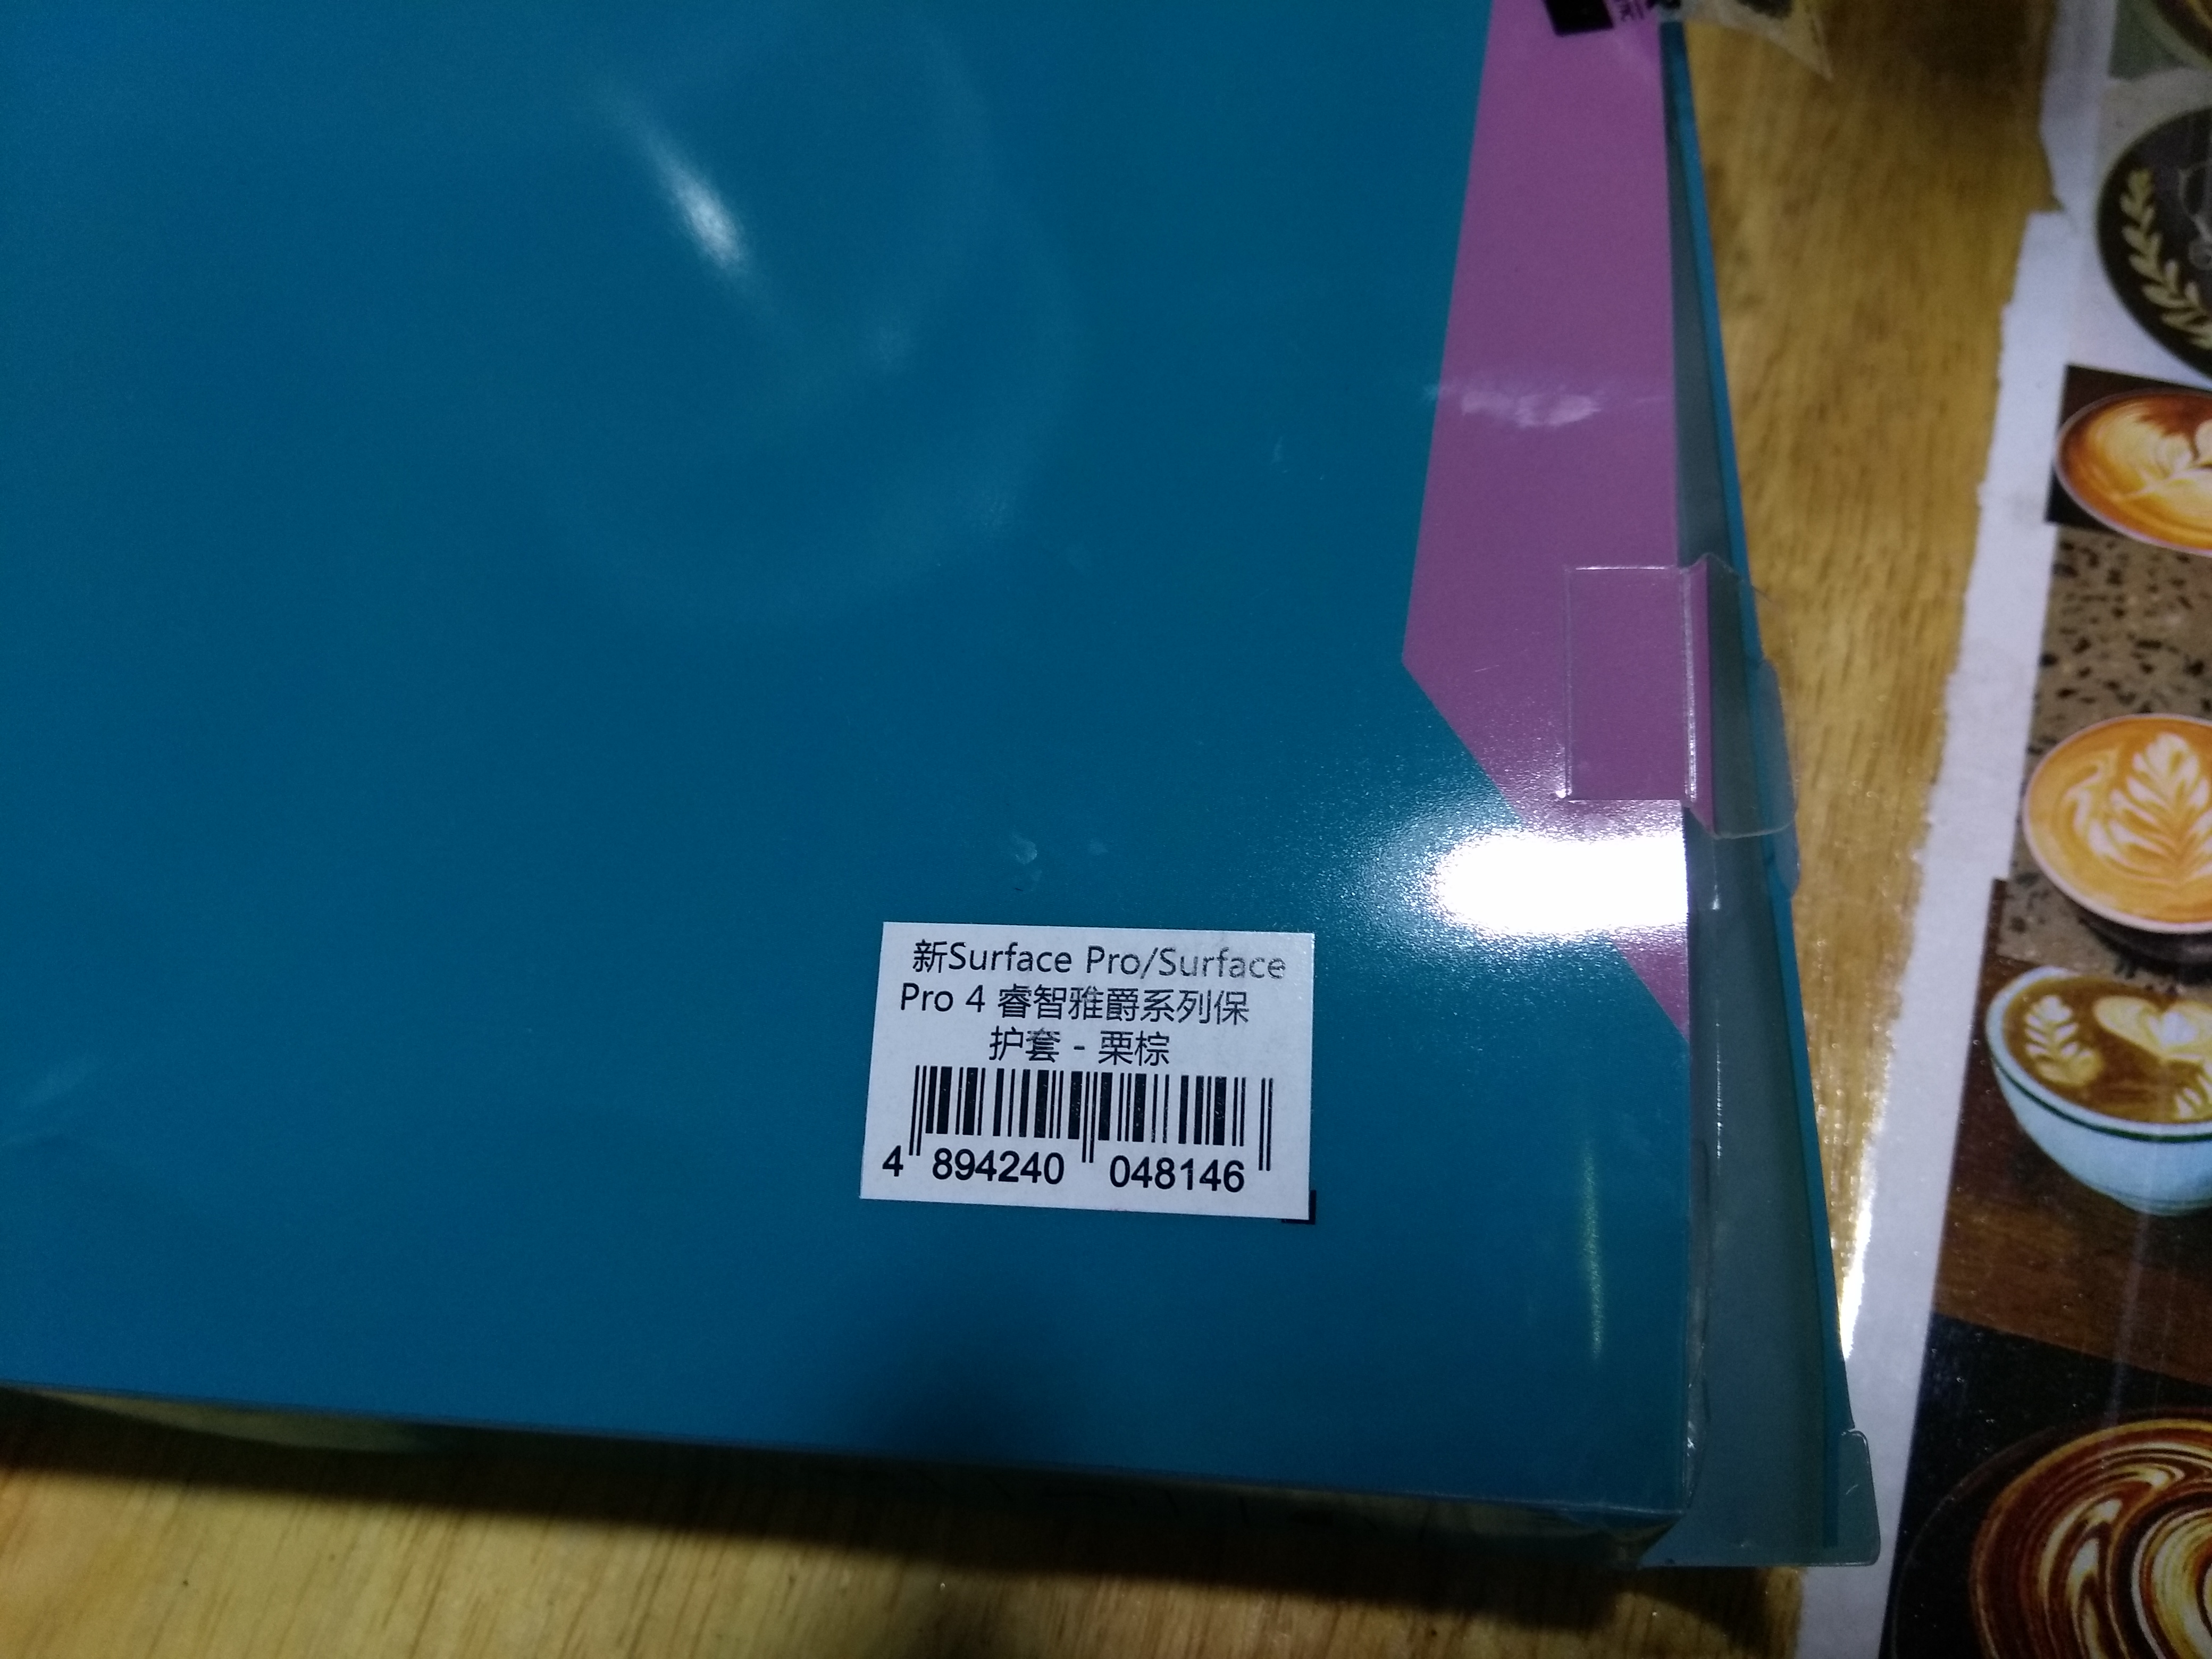 新Surface Pro/Surface
Pro 4 睿智雅爵系列保
护套 - 栗棕
4 894240 048146